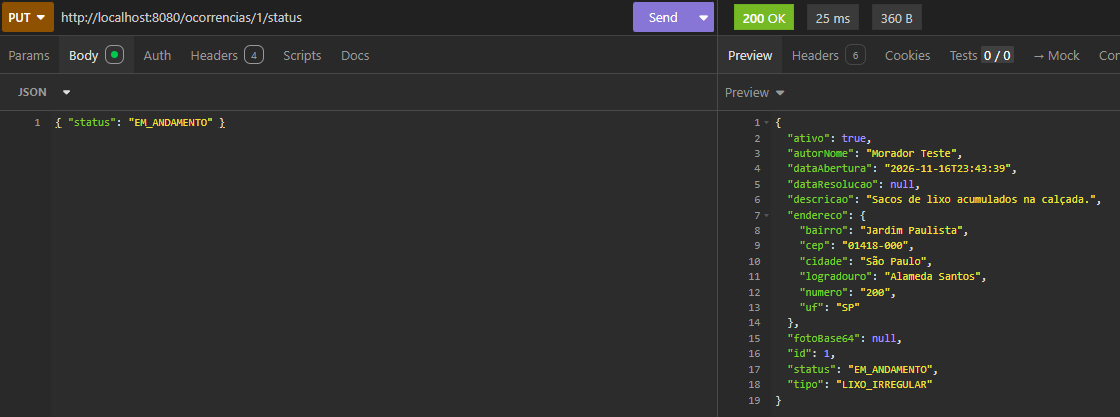 PUT http://localhost:8080/ocorrencias/1/status Send
Params Body Auth Headers 4 Scripts Docs
JSON
1 { "status": "EM_ANDAMENTO" }
200 OK 25 ms 360 B
Preview Headers 6 Cookies Tests 0 / 0 → Mock Cor
Preview
1 {
2 "ativo": true,
3 "autorNome": "Morador Teste",
4 "dataAbertura": "2026-11-16T23:43:39",
5 "dataResolucao": null,
6 "descricao": "Sacos de lixo acumulados na calçada.",
7 "endereco": {
8 "bairro": "Jardim Paulista",
9 "cep": "01418-000",
10 "cidade": "São Paulo",
11 "logradouro": "Alameda Santos",
12 "numero": "200",
13 "uf": "SP"
14 },
15 "fotoBase64": null,
16 "id": 1,
17 "status": "EM_ANDAMENTO",
18 "tipo": "LIXO_IRREGULAR"
19 }